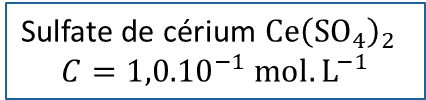 Sulfate de cérium Ce(SO₄)₂
C = 1,0.10⁻¹ mol. L⁻¹